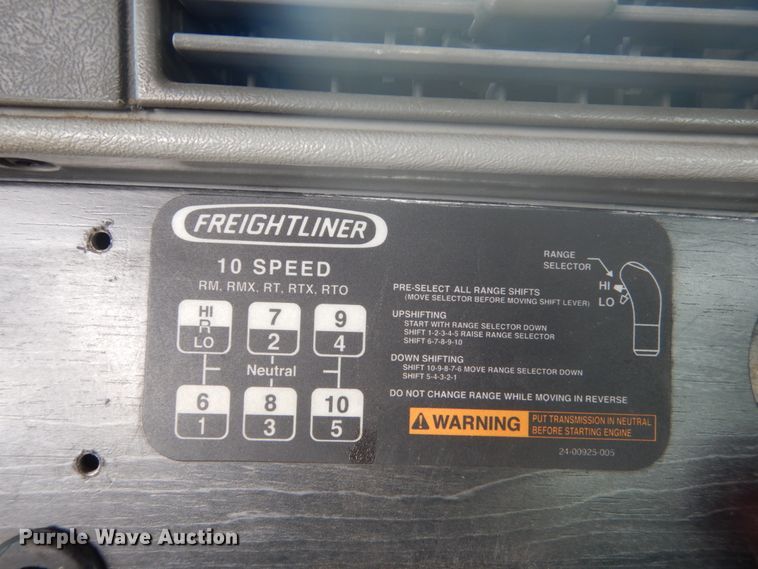 FREIGHTLINER
10 SPEED
RM, RMX, RT, RTX, RTO
HI
R
LO
7
2
9
4
Neutral
6
1
8
3
10
5
RANGE
SELECTOR
HI
LO
PRE-SELECT ALL RANGE SHIFTS
(MOVE SELECTOR BEFORE MOVING SHIFT LEVER)
UPSHIFTING
START WITH RANGE SELECTOR DOWN
SHIFT 1-2-3-4-5 RAISE RANGE SELECTOR
SHIFT 6-7-8-9-10
DOWN SHIFTING
SHIFT 10-9-8-7-6 MOVE RANGE SELECTOR DOWN
SHIFT 5-4-3-2-1
DO NOT CHANGE RANGE WHILE MOVING IN REVERSE
WARNING
PUT TRANSMISSION IN NEUTRAL
BEFORE STARTING ENGINE
24-00925-005
Purple Wave Auction